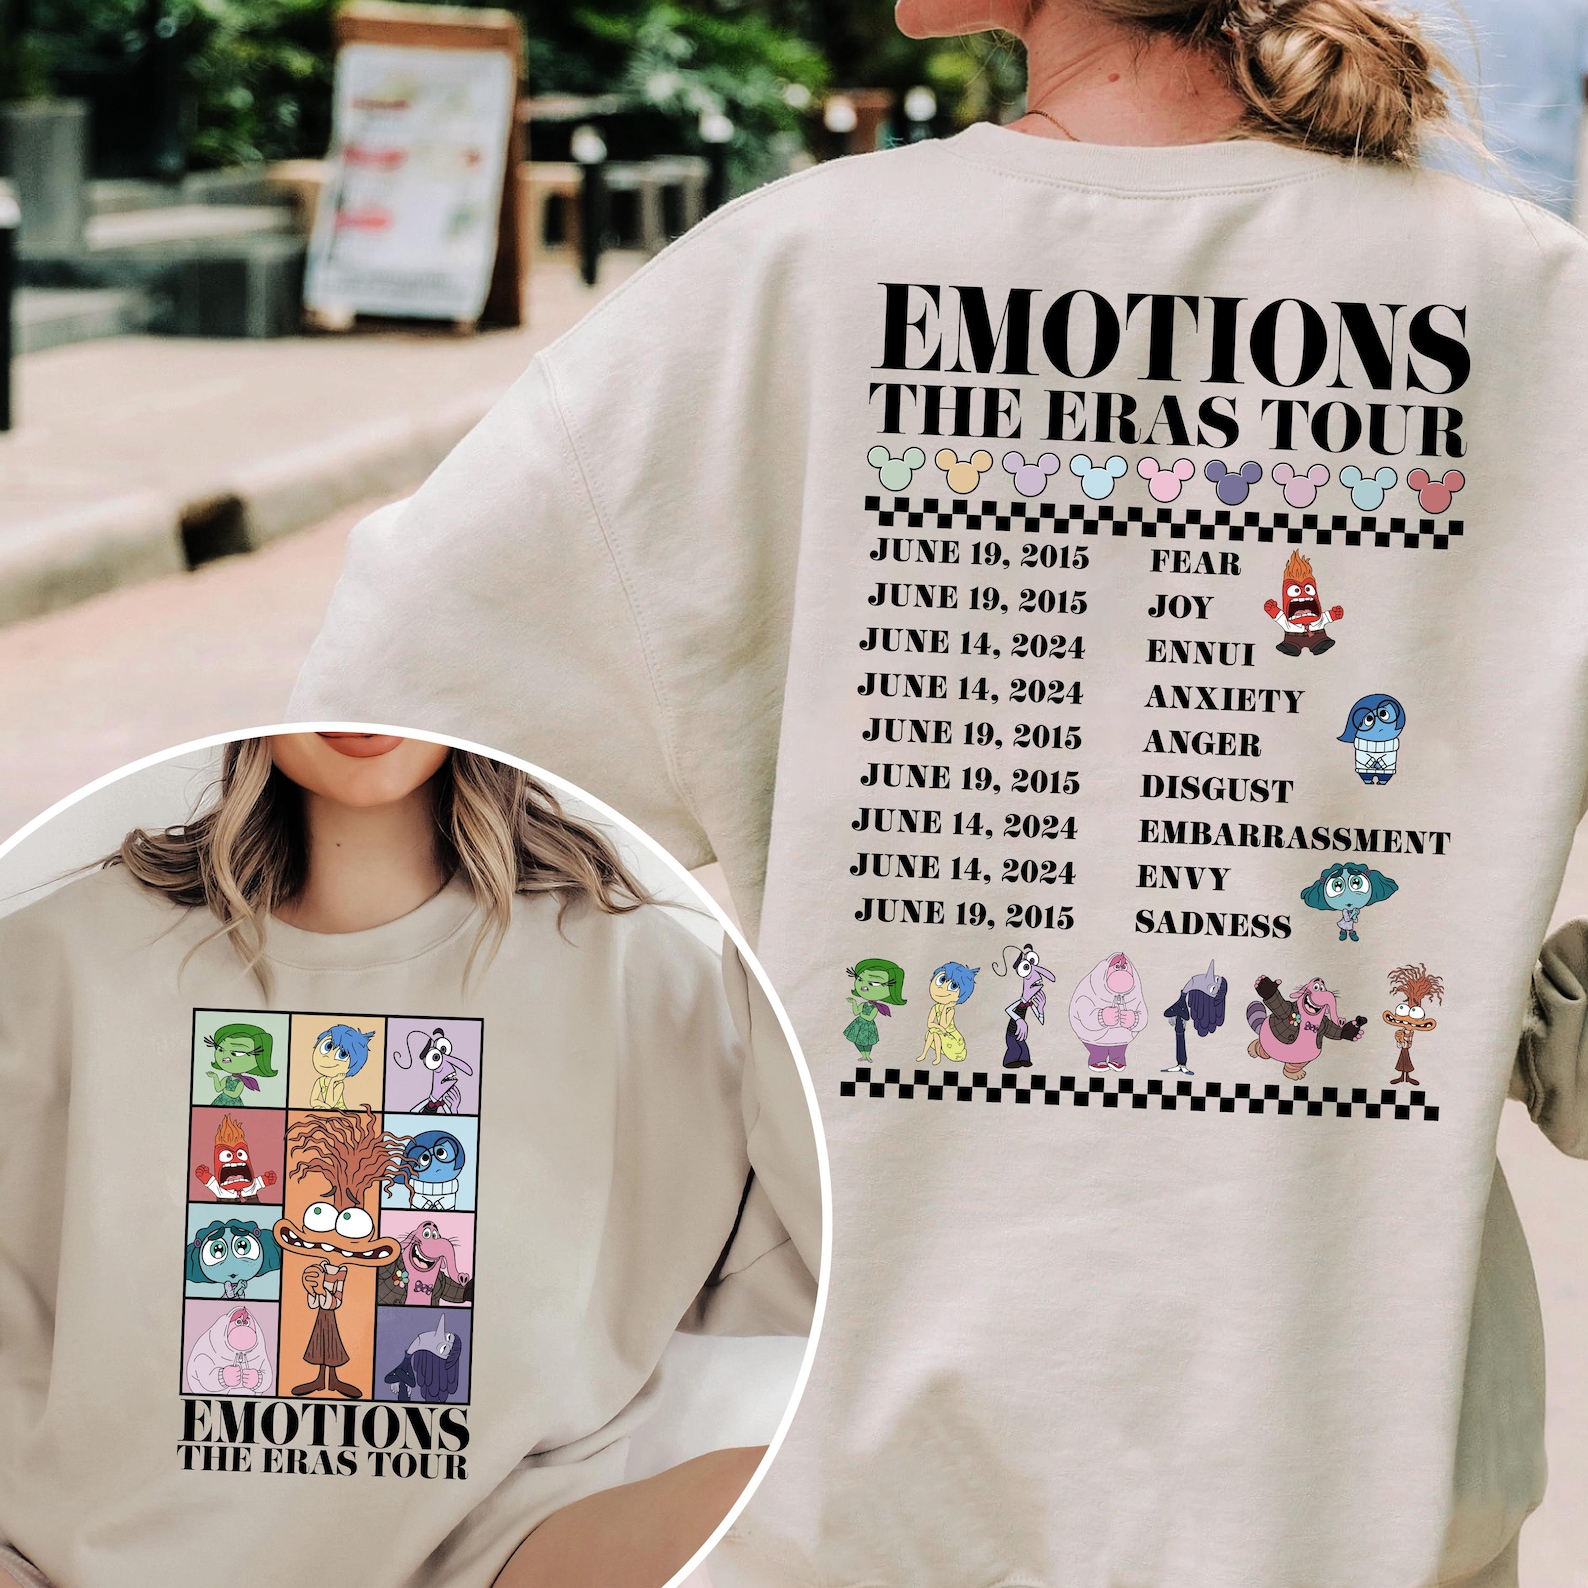 EMOTIONS
THE ERAS TOUR
JUNE 19, 2015 FEAR
JUNE 19, 2015 JOY
JUNE 14, 2024 ENNUI
JUNE 14, 2024 ANXIETY
JUNE 19, 2015 ANGER
JUNE 19, 2015 DISGUST
JUNE 14, 2024 EMBARRASSMENT
JUNE 14, 2024 ENVY
JUNE 19, 2015 SADNESS
EMOTIONS
THE ERAS TOUR